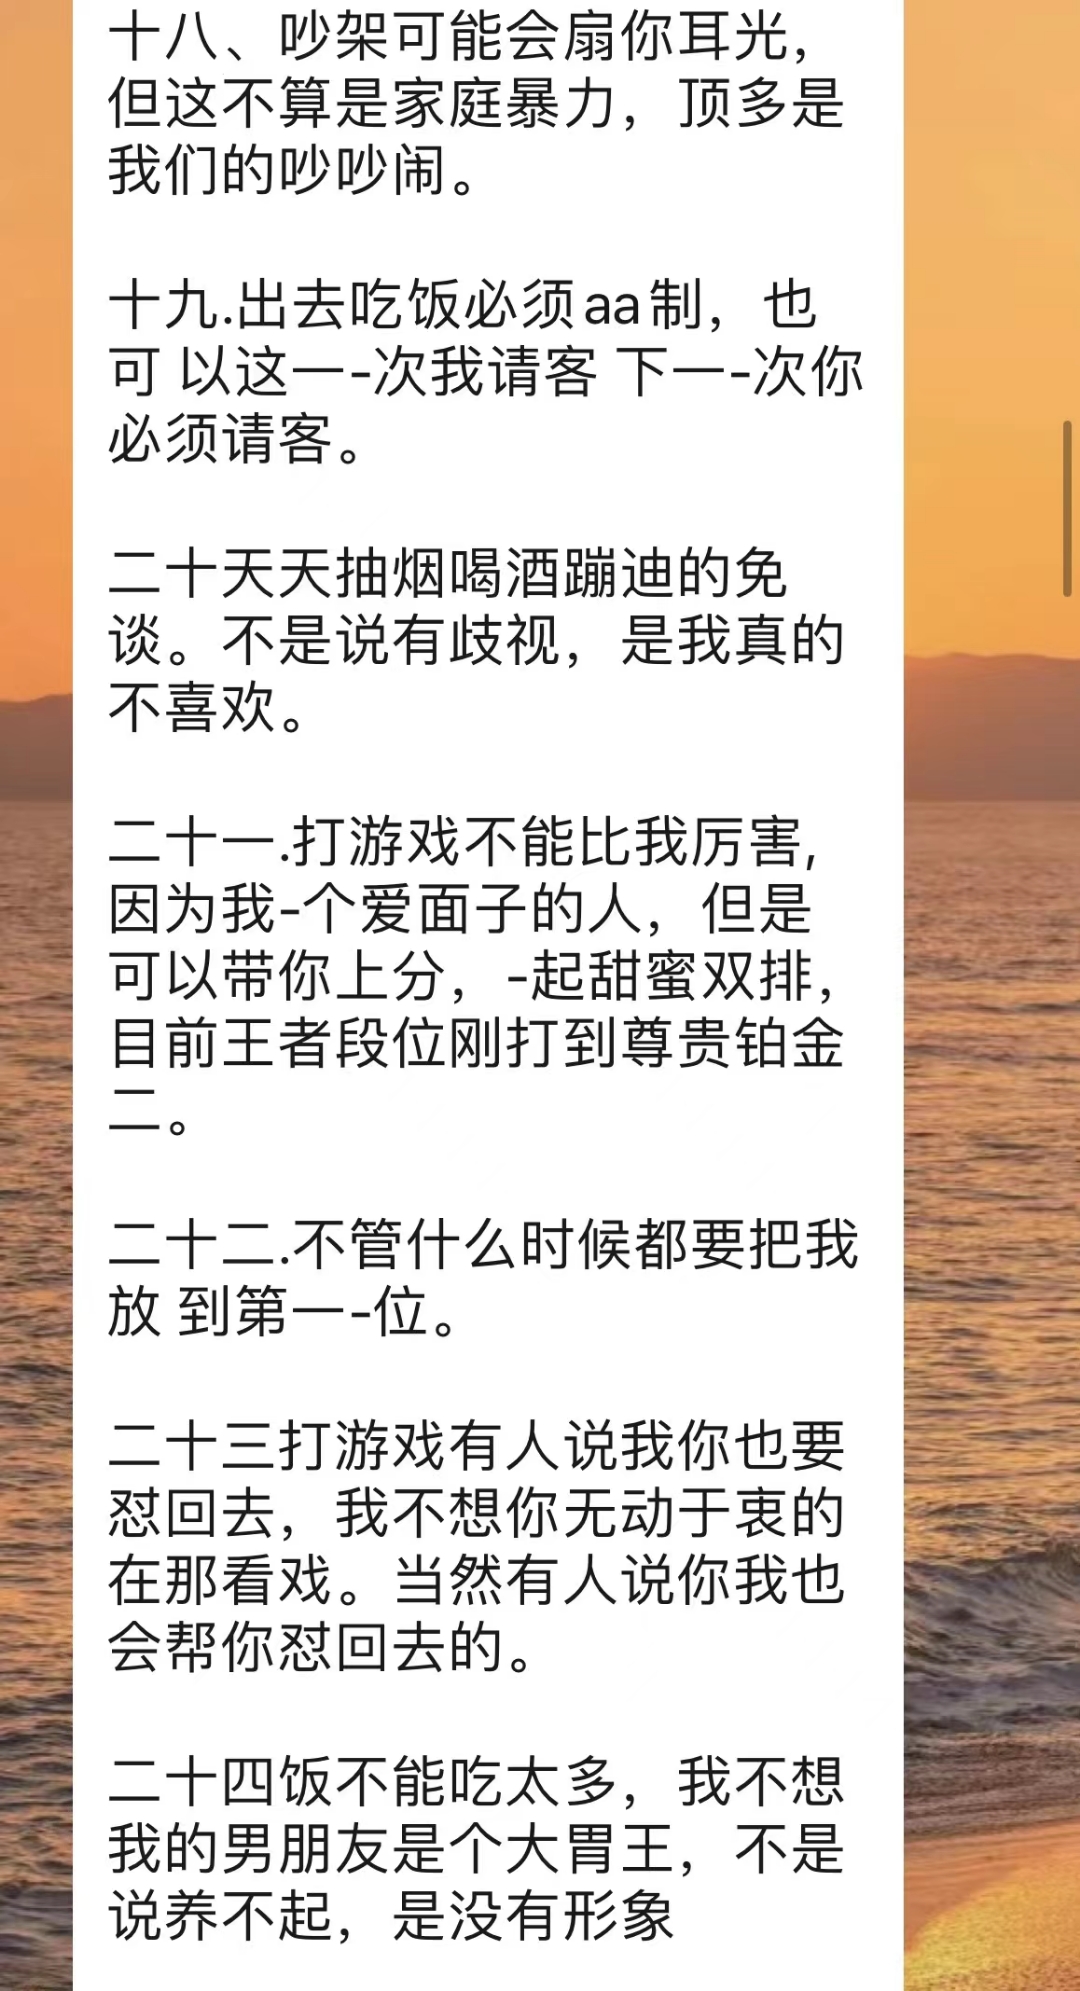 十八、吵架可能会扇你耳光，
但这不算是家庭暴力，顶多是
我们的吵吵闹。
十九.出去吃饭必须aa制，也
可 以这一-次我请客 下一-次你
必须请客。
二十天天抽烟喝酒蹦迪的免
谈。不是说有歧视，是我真的
不喜欢。
二十一.打游戏不能比我厉害,
因为我-个爱面子的人，但是
可以带你上分，-起甜蜜双排，
目前王者段位刚打到尊贵铂金
二。
二十二.不管什么时候都要把我
放 到第一-位。
二十三打游戏有人说我你也要
怼回去，我不想你无动于衷的
在那看戏。当然有人说你我也
会帮你怼回去的。
二十四饭不能吃太多，我不想
我的男朋友是个大胃王，不是
说养不起，是没有形象